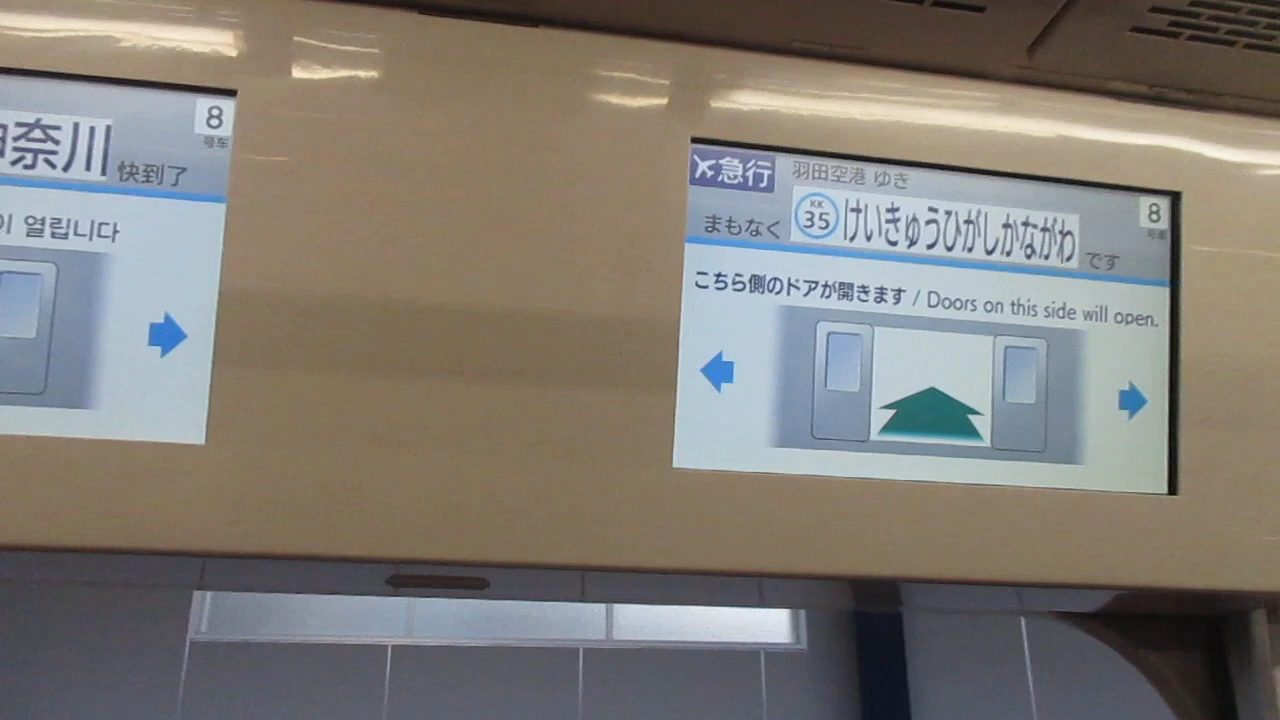 奈川 快到了
8
号车
열립니다
急行 羽田空港 ゆき
まもなく KK 35 けいきゅうひがしかながわ です
8
号車
こちら側のドアが開きます / Doors on this side will open.